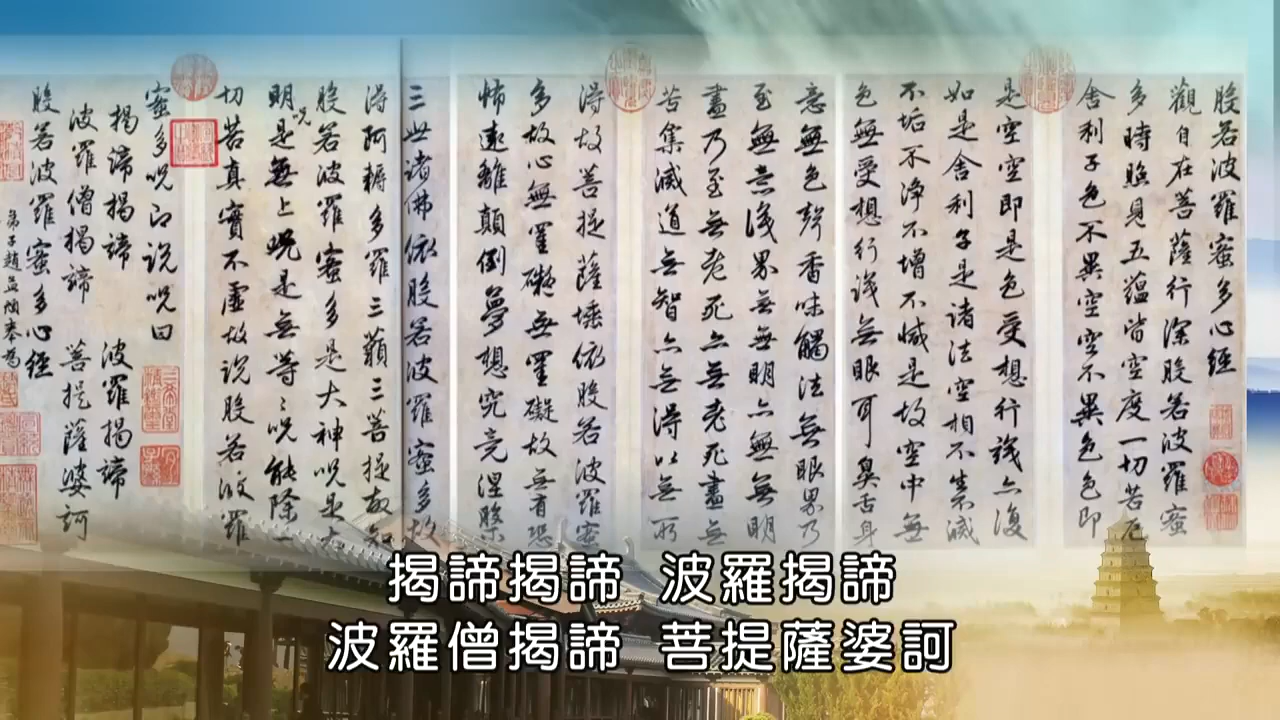 般若波羅蜜多心經
觀自在菩薩行深般若波羅蜜
多時照見五蘊皆空度一切苦厄
舍利子色不異空空不異色色即
是空空即是色受想行識亦復
如是舍利子是諸法空相不生滅
不垢不淨不增不減是故空中無
色無受想行識無眼耳鼻舌身
意無色聲香味觸法無眼界乃
至無意識界無無明亦無無明
盡乃至無老死亦無老死盡無
苦集滅道無智亦無得以無所
得故菩提薩埵依般若波羅蜜
多故心無罣礙無罣礙故無有恐
怖遠離顛倒夢想究竟涅槃
三世諸佛依般若波羅蜜多故
得阿耨多羅三藐三菩提故知
般若波羅蜜多是大神呪是大
明呪是無上呪是無等〻呪能除一
切苦真實不虛故說般若波羅
蜜多呪即說呪曰
揭諦揭諦 波羅揭諦
波羅僧揭諦 菩提薩婆訶
般若波羅蜜多心經
弟子趙孟頫奉為
揭諦揭諦 波羅揭諦
波羅僧揭諦 菩提薩婆訶